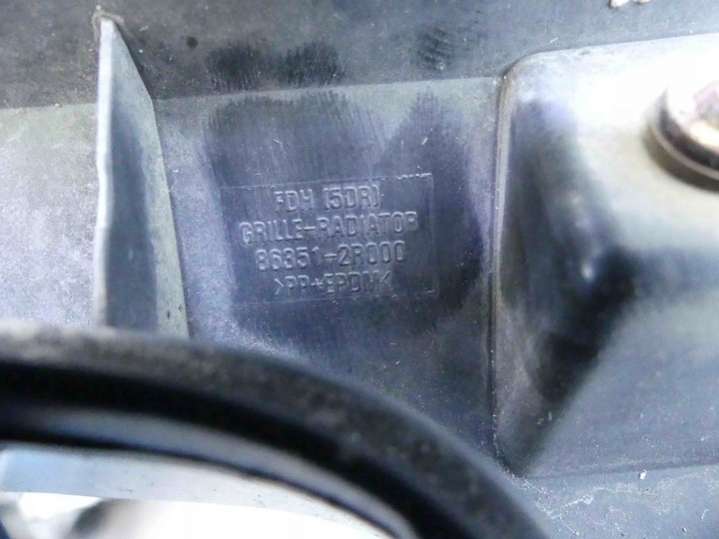 FDH (5DR)
GRILLE-RADIATOR
86351-2R000
>PP+EPDM<